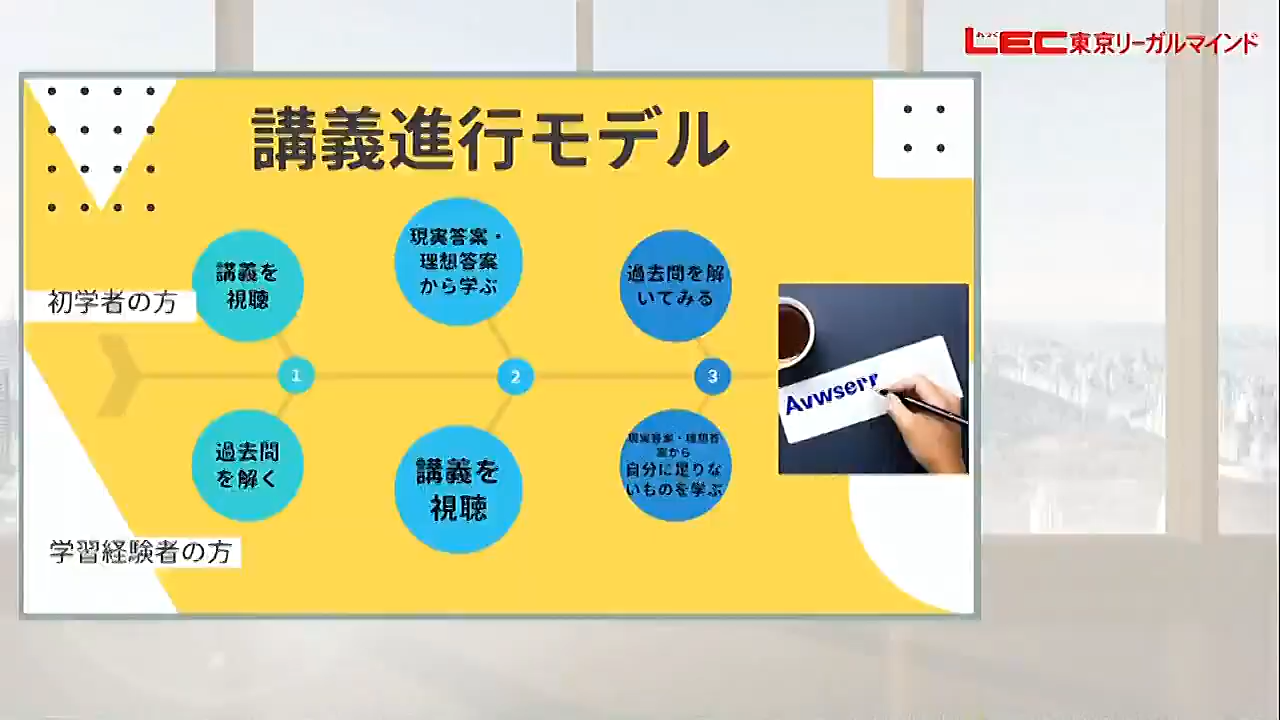 LEC東京リーガルマインド
講義進行モデル
初学者の方
講義を
視聴
現実答案・
理想答案
から学ぶ
過去問を解
いてみる
1
2
3
Avwserr
過去問
を解く
講義を
視聴
現実答案・理想答
案から
自分に足りな
いものを学ぶ
学習経験者の方